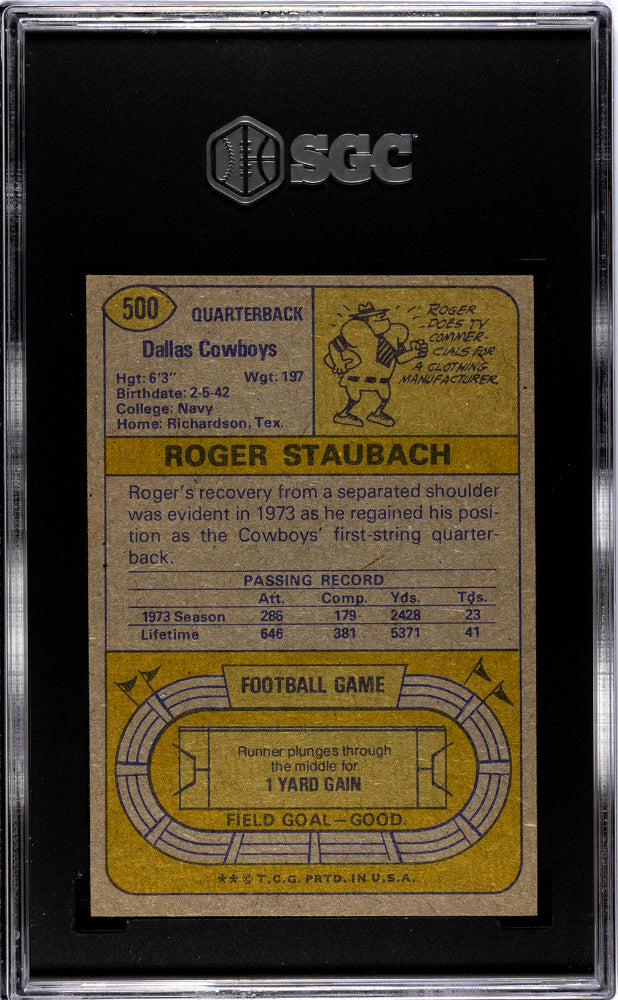 SGC
500
QUARTERBACK
Dallas Cowboys
Hgt: 6'3" Wgt: 197
Birthdate: 2-5-42
College: Navy
Home: Richardson, Tex.
ROGER
DOES TV
COMMER-
CIALS FOR
A CLOTHING
MANUFACTURER.
ROGER STAUBACH
Roger's recovery from a separated shoulder
was evident in 1973 as he regained his posi-
tion as the Cowboys' first-string quarter-
back.
PASSING RECORD
Att. Comp. Yds. Tds.
1973 Season 286 179 2428 23
Lifetime 646 381 5371 41
FOOTBALL GAME
Runner plunges through
the middle for
1 YARD GAIN
FIELD GOAL—GOOD
** © T.C.G. PRTD. IN U.S.A.